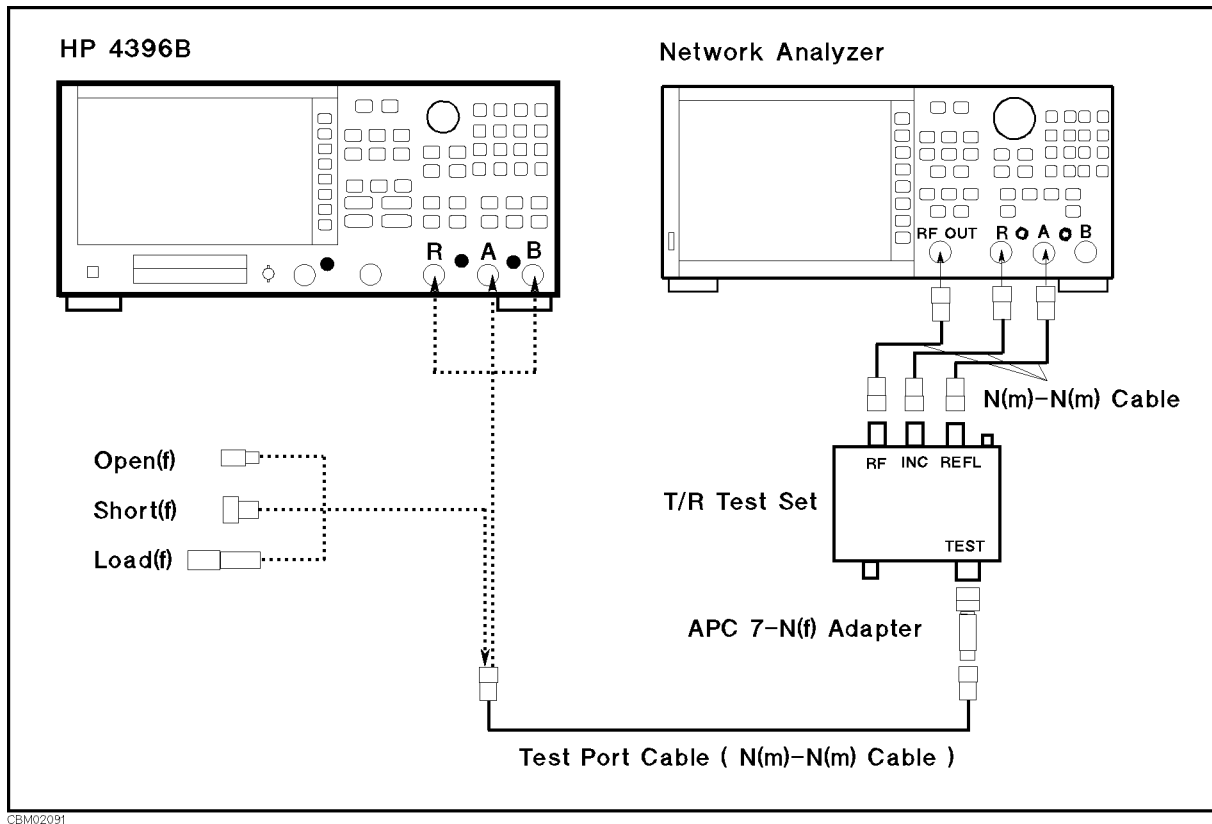 HP 4396B
Network Analyzer
R A B
RF OUT R A B
N(m)-N(m) Cable
Open(f)
Short(f)
Load(f)
RF INC REFL
T/R Test Set
TEST
APC 7-N(f) Adapter
Test Port Cable ( N(m)-N(m) Cable )
CBM02091